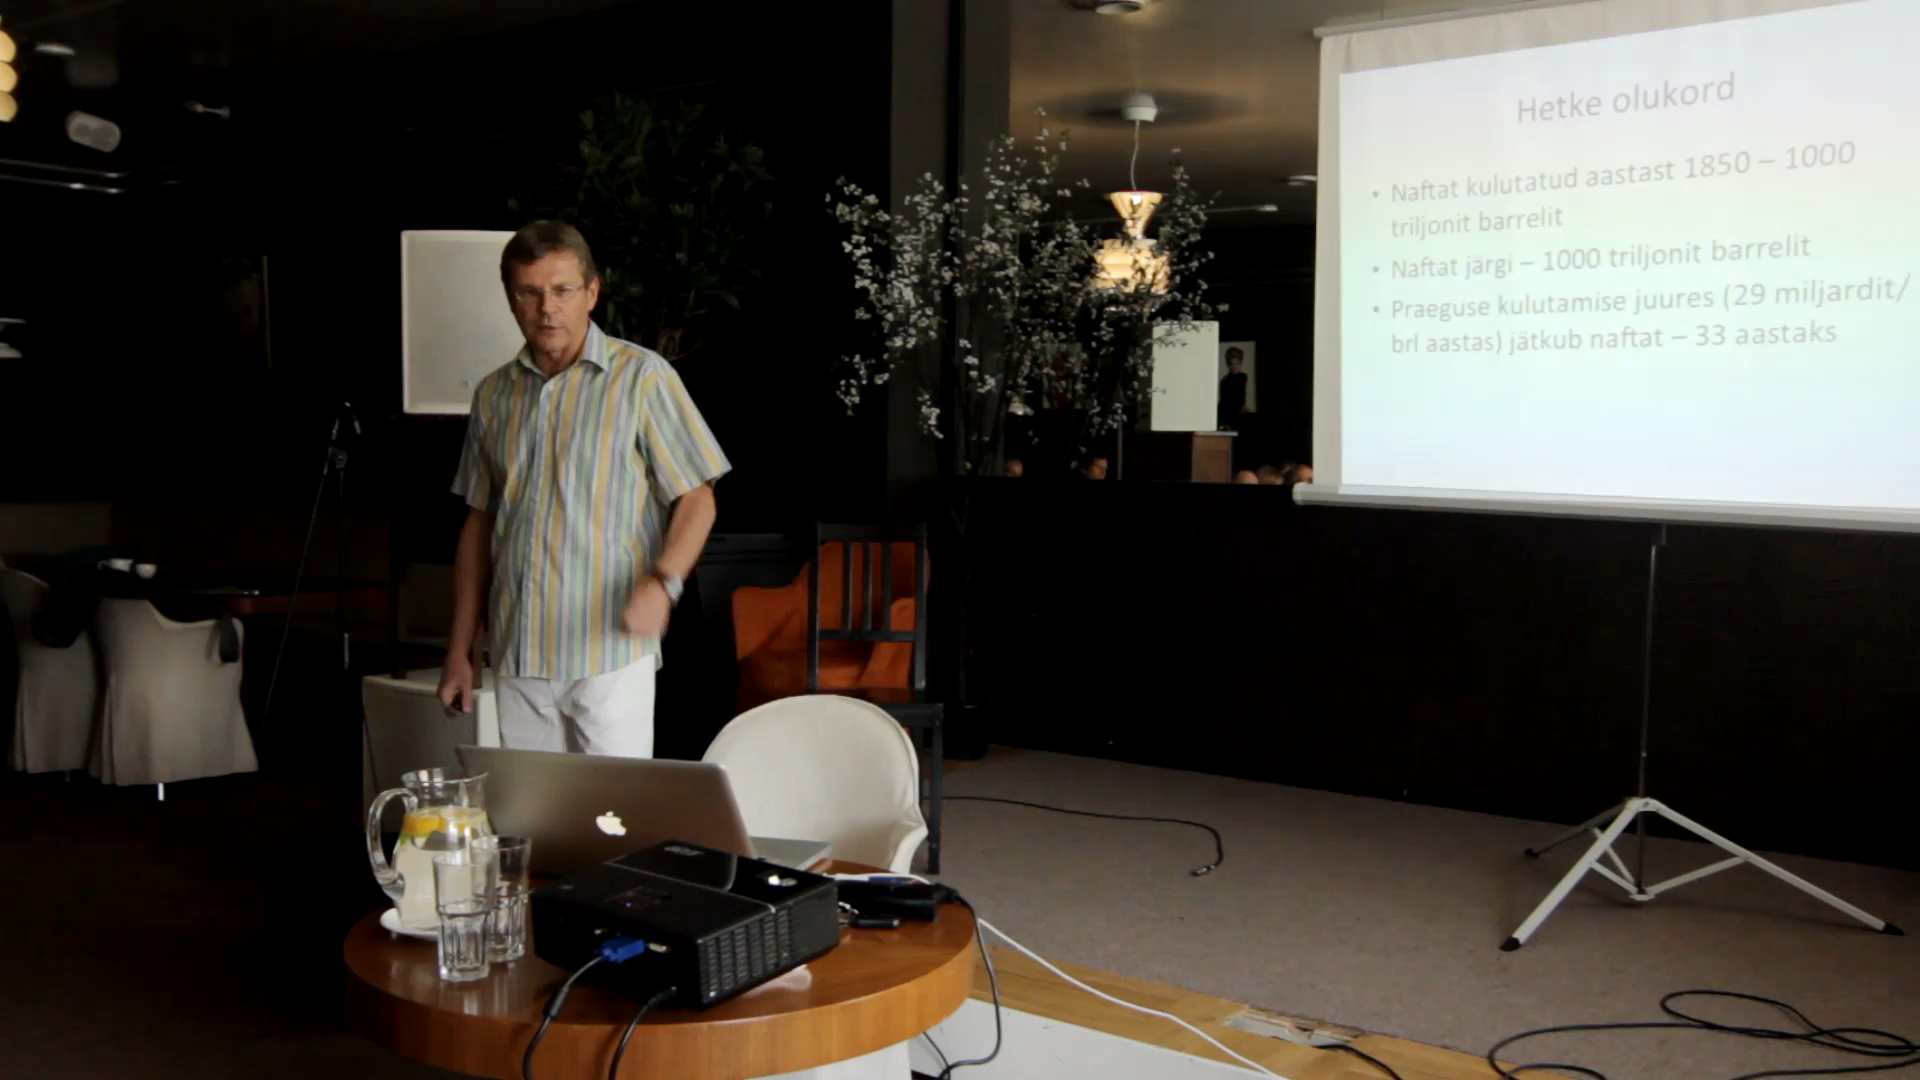 Hetke olukord
• Naftat kulutatud aastast 1850 – 1000
triljonit barrelit
• Naftat järgi – 1000 triljonit barrelit
• Praeguse kulutamise juures (29 miljardit/
brl aastas) jätkub naftat – 33 aastaks